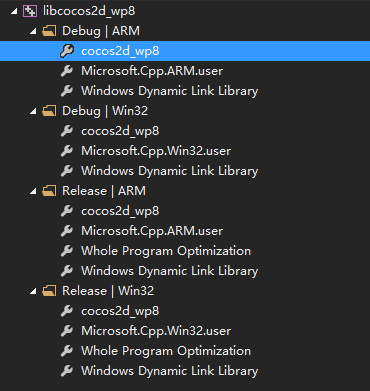 libcocos2d_wp8
Debug | ARM
cocos2d_wp8
Microsoft.Cpp.ARM.user
Windows Dynamic Link Library
Debug | Win32
cocos2d_wp8
Microsoft.Cpp.Win32.user
Windows Dynamic Link Library
Release | ARM
cocos2d_wp8
Microsoft.Cpp.ARM.user
Whole Program Optimization
Windows Dynamic Link Library
Release | Win32
cocos2d_wp8
Microsoft.Cpp.Win32.user
Whole Program Optimization
Windows Dynamic Link Library